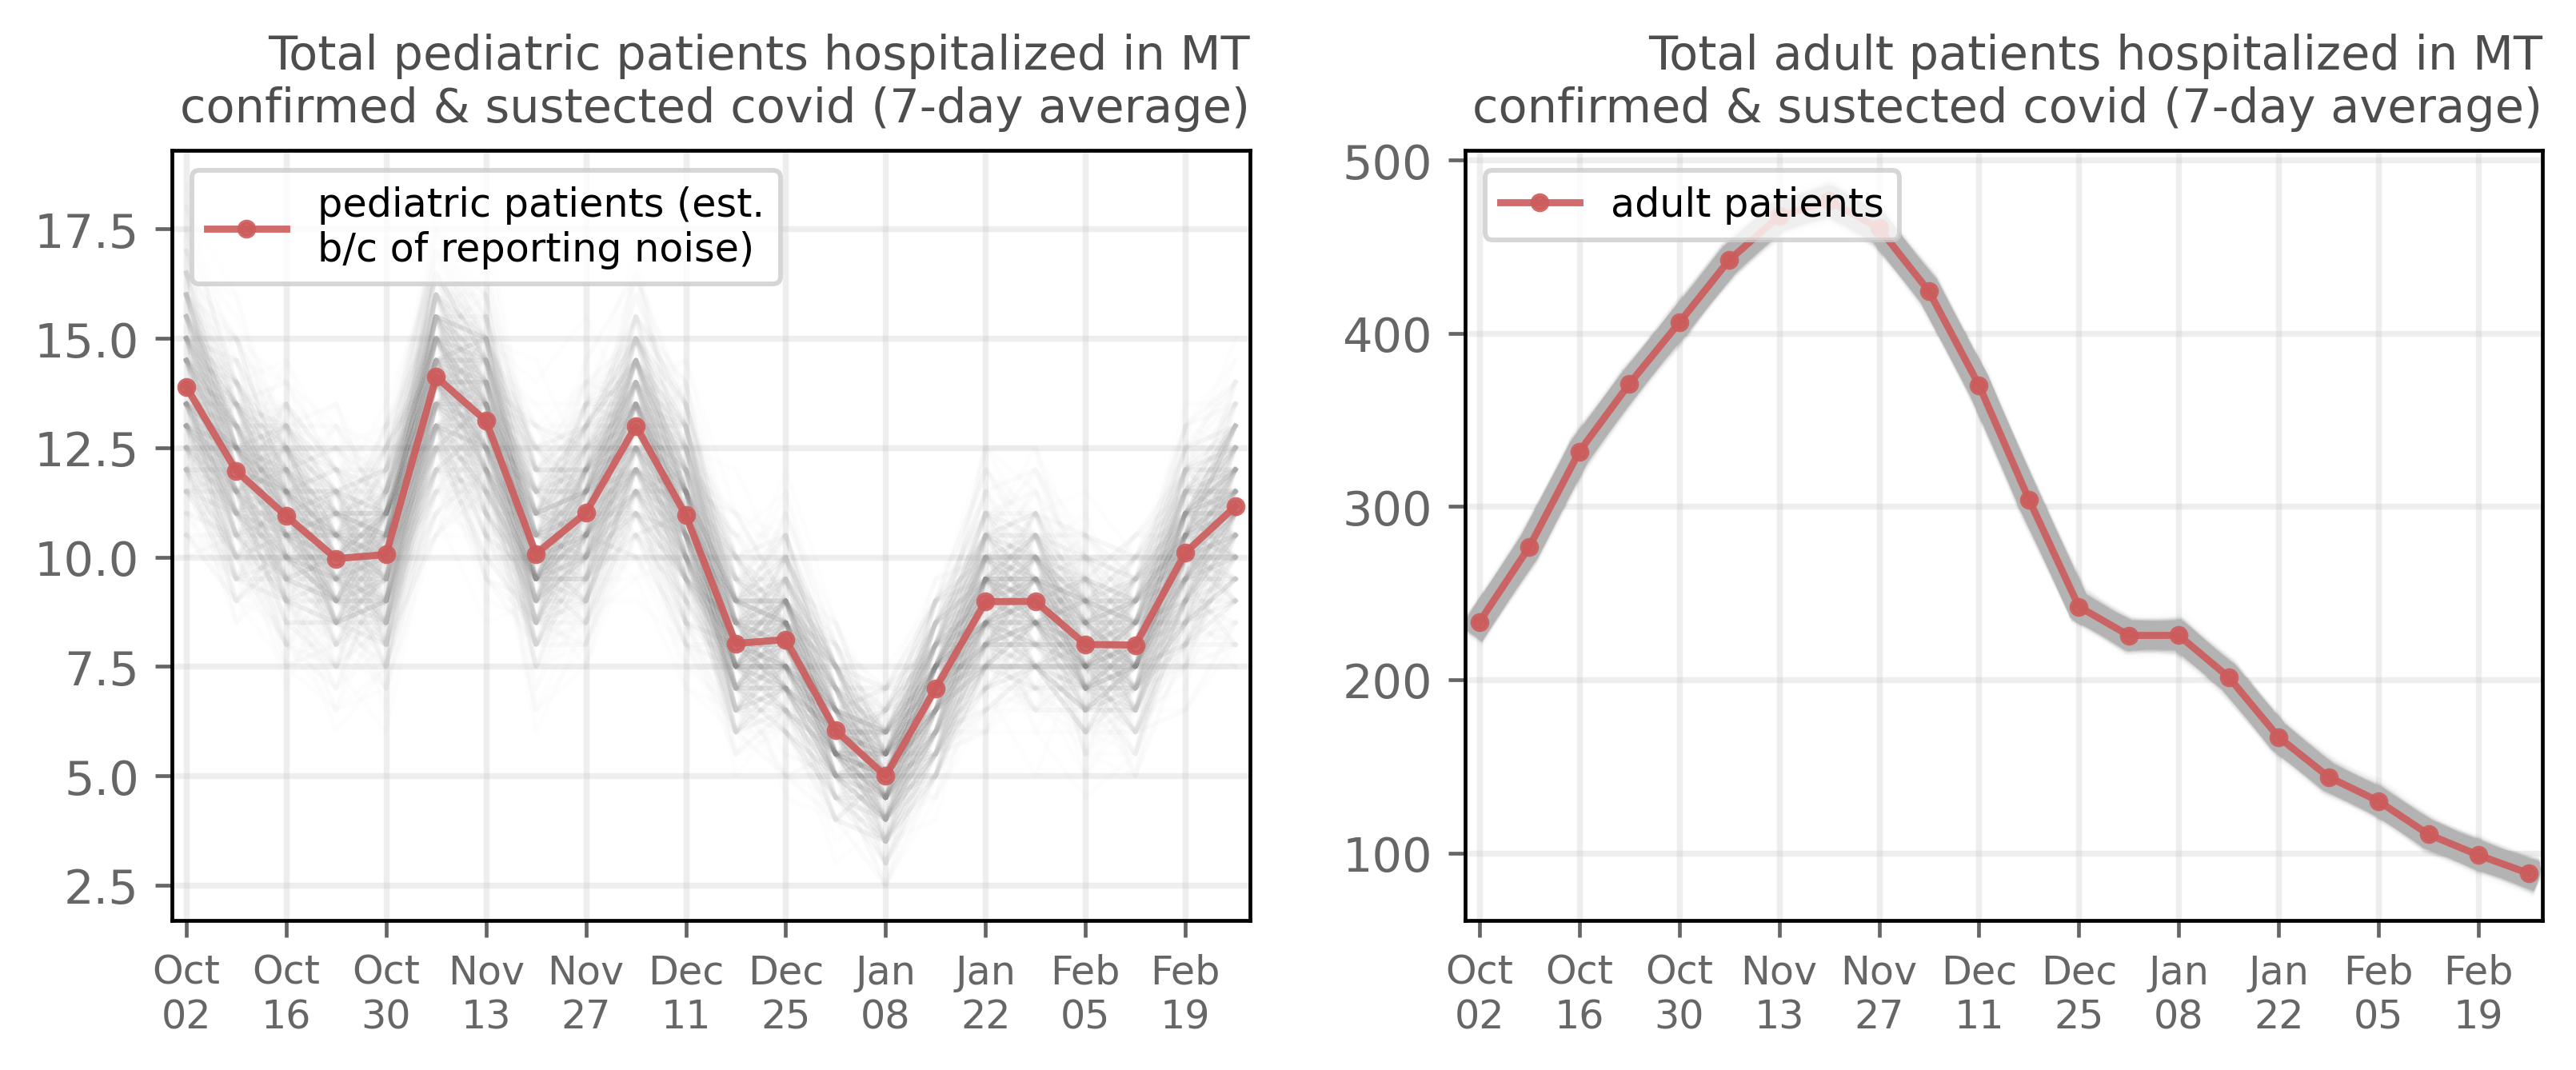 Total pediatric patients hospitalized in MT
confirmed & sustected covid (7-day average)
pediatric patients (est.
b/c of reporting noise)
17.5
15.0
12.5
10.0
7.5
5.0
2.5
Oct Oct Oct Nov Nov Dec Dec Jan Jan Feb Feb
02 16 30 13 27 11 25 08 22 05 19
Total adult patients hospitalized in MT
confirmed & sustected covid (7-day average)
adult patients
500
400
300
200
100
Oct Oct Oct Nov Nov Dec Dec Jan Jan Feb Feb
02 16 30 13 27 11 25 08 22 05 19